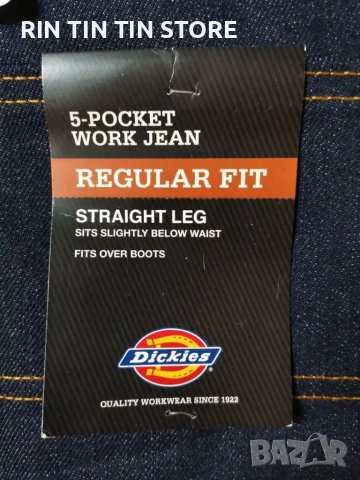 RIN TIN TIN STORE
5-POCKET
WORK JEAN
REGULAR FIT
STRAIGHT LEG
SITS SLIGHTLY BELOW WAIST
FITS OVER BOOTS
Dickies
QUALITY WORKWEAR SINCE 1922
BAZAR